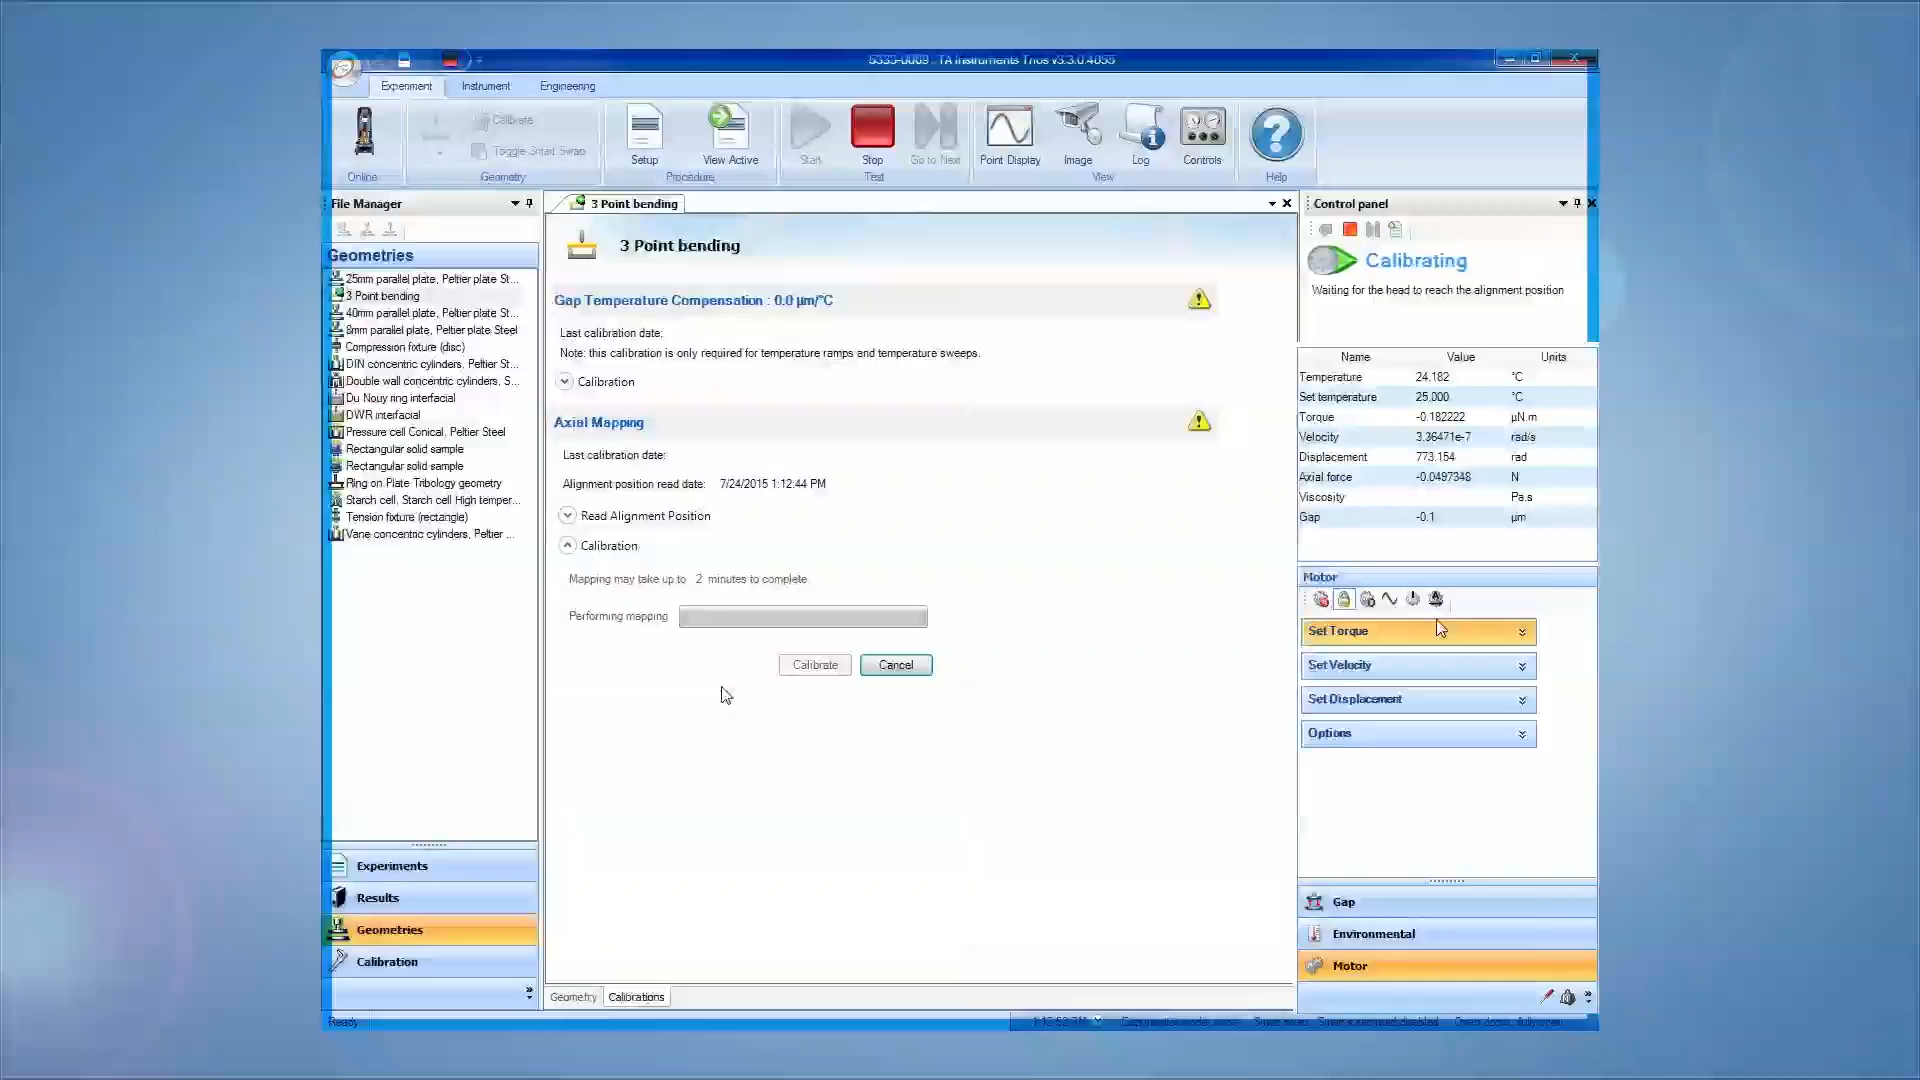 5335-0009 . TA Instruments Trios v3.3.0.4055
Experiment
Instrument
Engineering
Calibrate
Toggle Smart Swap
Setup
View Active
Start
Stop
Go to Next
Point Display
Image
Log
Controls
Online
Geometry
Procedure
Test
View
Help
File Manager
Geometries
25mm parallel plate, Peltier plate St...
3 Point bending
40mm parallel plate, Peltier plate St...
8mm parallel plate, Peltier plate Steel
Compression fixture (disc)
DIN concentric cylinders, Peltier St...
Double wall concentric cylinders, S...
Du Nouy ring interfacial
DWR interfacial
Pressure cell Conical, Peltier Steel
Rectangular solid sample
Rectangular solid sample
Ring on Plate Tribology geometry
Starch cell, Starch cell High temper...
Tension fixture (rectangle)
Vane concentric cylinders, Peltier ...
Experiments
Results
Geometries
Calibration
Ready
3 Point bending
3 Point bending
Gap Temperature Compensation : 0.0 µm/°C
Last calibration date:
Note: this calibration is only required for temperature ramps and temperature sweeps.
Calibration
Axial Mapping
Last calibration date:
Alignment position read date: 7/24/2015 1:12:44 PM
Read Alignment Position
Calibration
Mapping may take up to 2 minutes to complete
Performing mapping
Calibrate
Cancel
Geometry
Calibrations
Control panel
Calibrating
Waiting for the head to reach the alignment position
Name Value Units
Temperature 24.182 °C
Set temperature 25.000 °C
Torque -0.182222 µN.m
Velocity 3.36471e-7 rad/s
Displacement 773.154 rad
Axial force -0.0497348 N
Viscosity Pa.s
Gap -0.1 µm
Motor
Set Torque
Set Velocity
Set Displacement
Options
Gap
Environmental
Motor